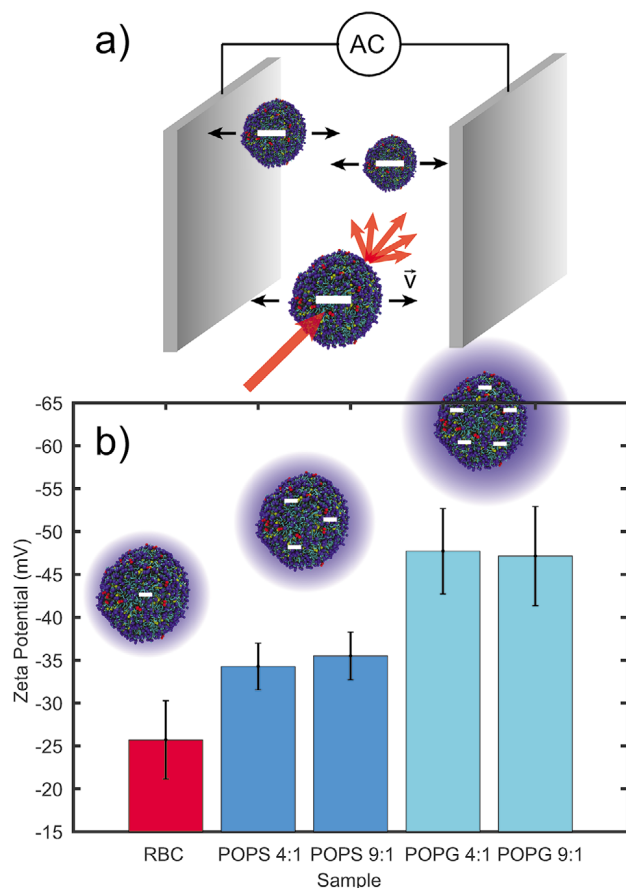 a)
AC
v
b)
Zeta Potential (mV)
-65
-60
-55
-50
-45
-40
-35
-30
-25
-20
-15
RBC POPS 4:1 POPS 9:1 POPG 4:1 POPG 9:1
Sample